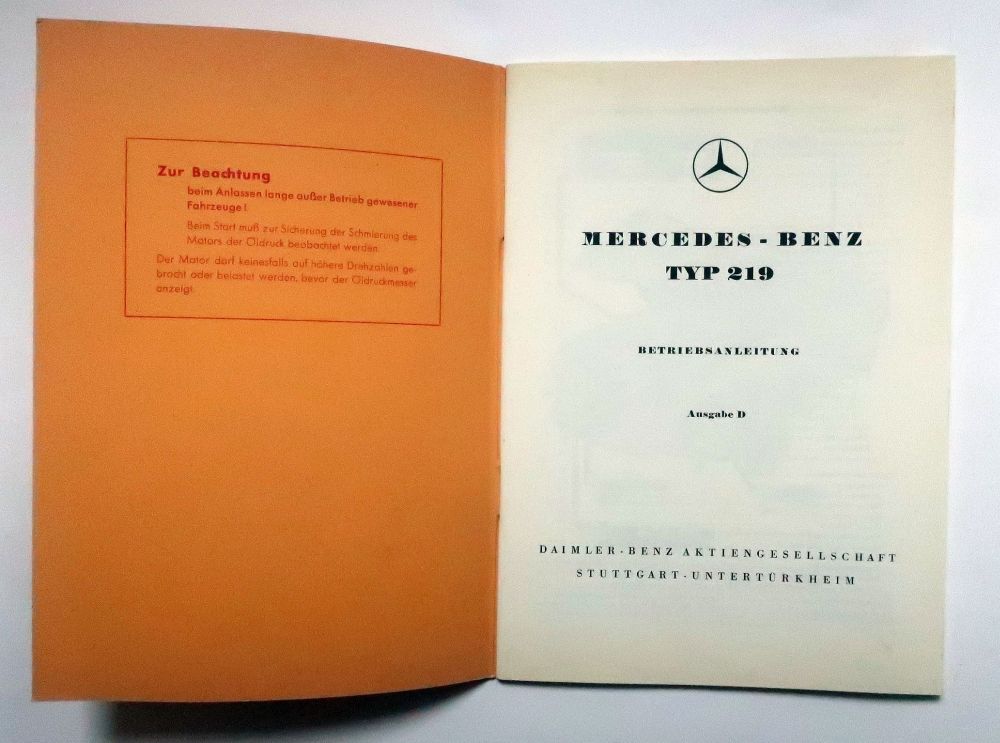 Zur Beachtung
beim Anlassen lange außer Betrieb gewesener
Fahrzeuge!
Beim Start muß zur Sicherung der Schmierung des
Motors der Öldruck beobachtet werden.
Der Motor darf keinesfalls auf höhere Drehzahlen ge-
bracht oder belastet werden, bevor der Öldruckmesser
anzeigt.
MERCEDES-BENZ
TYP 219
BETRIEBSANLEITUNG
Ausgabe D
DAIMLER-BENZ AKTIENGESELLSCHAFT
STUTTGART-UNTERTÜRKHEIM